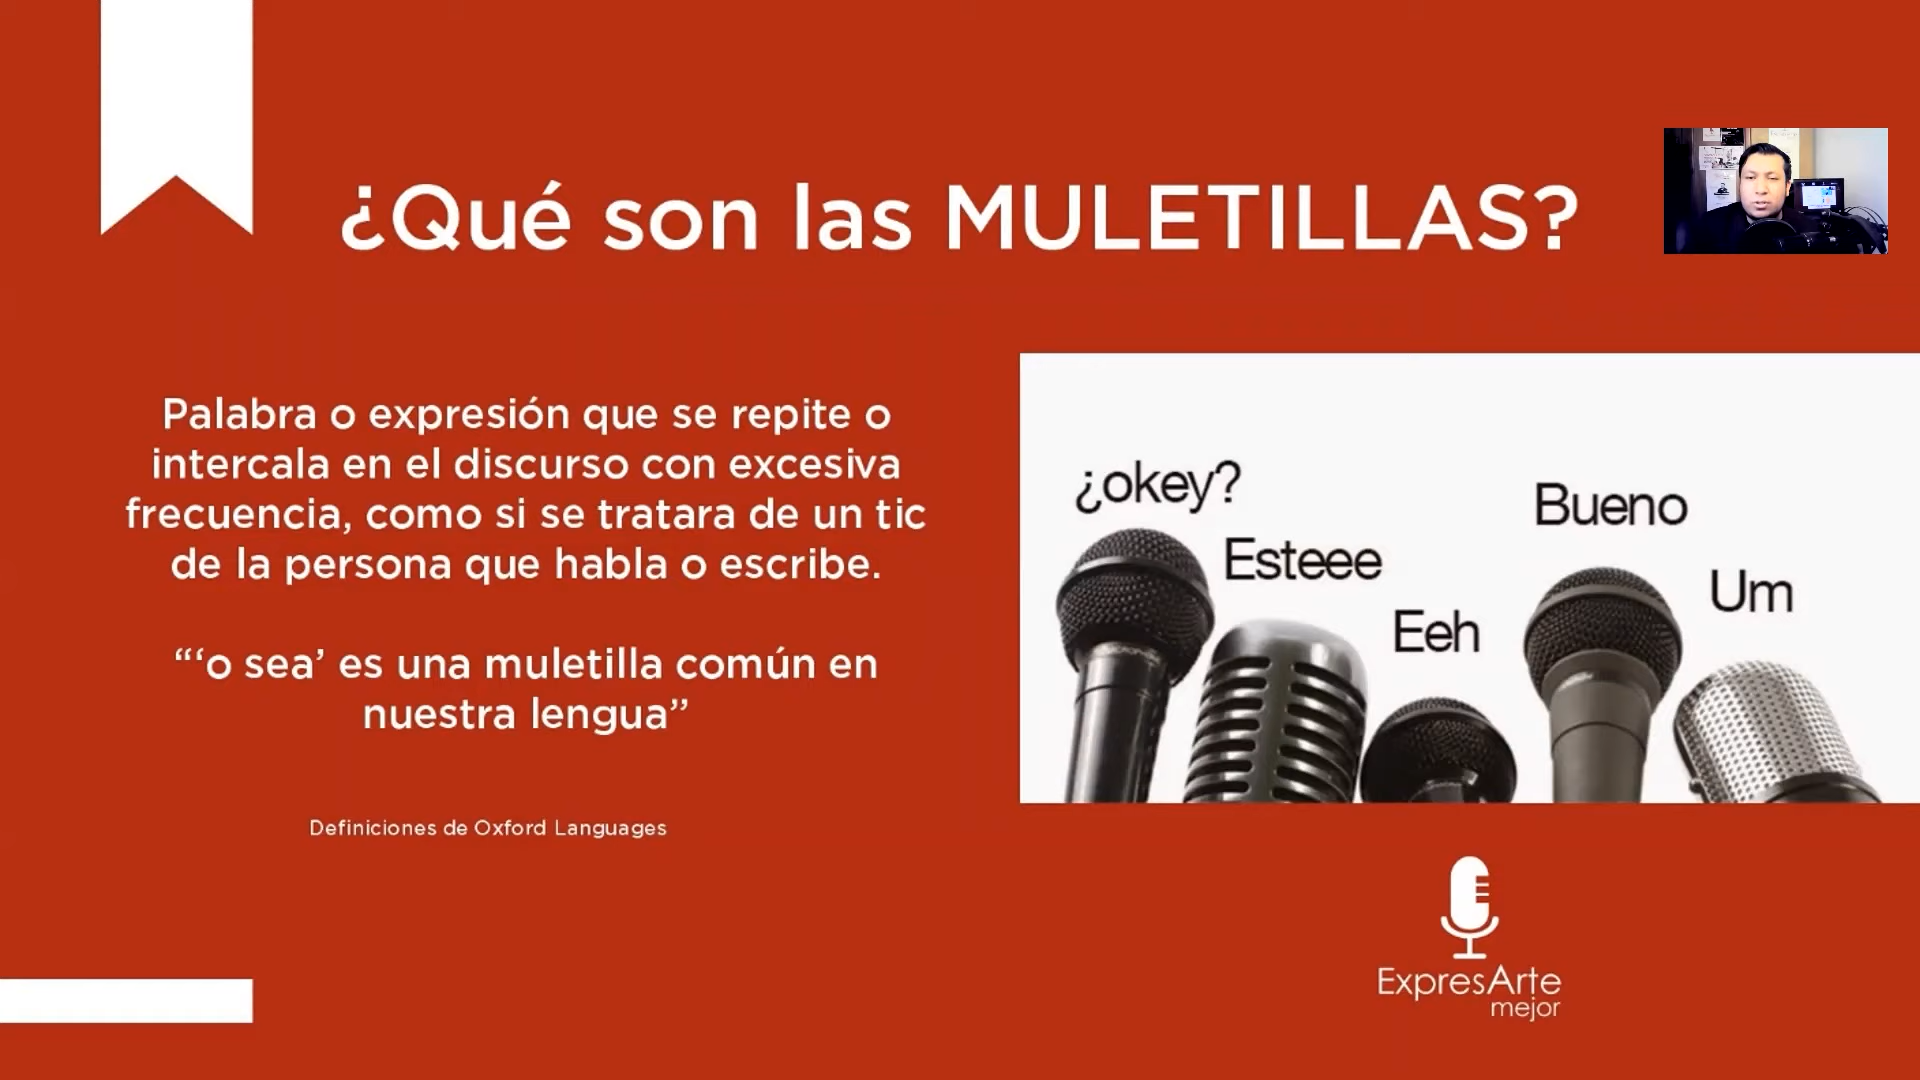 ¿Qué son las MULETILLAS?
Palabra o expresión que se repite o
intercala en el discurso con excesiva
frecuencia, como si se tratara de un tic
de la persona que habla o escribe.
“‘o sea’ es una muletilla común en
nuestra lengua”
Definiciones de Oxford Languages
¿okey?
Esteee
Eeh
Bueno
Um
ExpresArte
mejor